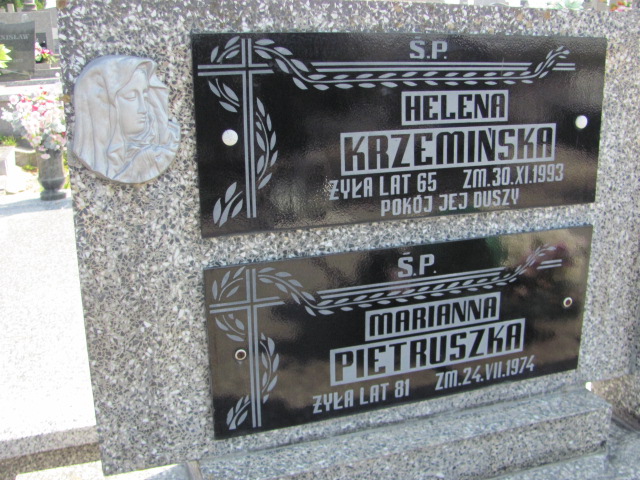 Ś.P.
HELENA
KRZEMIŃSKA
ŻYŁA LAT 65 ZM. 30.XI.1993
POKÓJ JEJ DUSZY
Ś.P.
MARIANNA
PIETRUSZKA
ŻYŁA LAT 81 ZM. 24.VII.1974